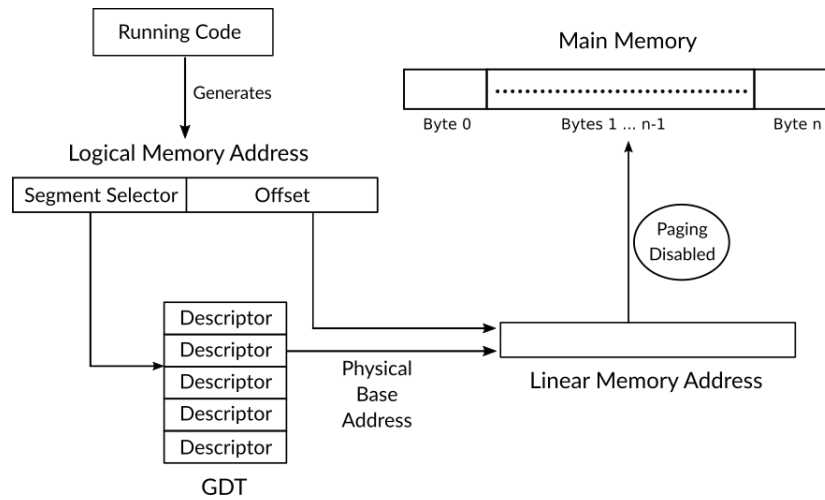 Running Code
Generates
Logical Memory Address
Segment Selector
Offset
Main Memory
Byte 0
Bytes 1 ... n-1
Byte n
Paging
Disabled
Descriptor
Descriptor
Descriptor
Descriptor
Descriptor
GDT
Physical
Base
Address
Linear Memory Address